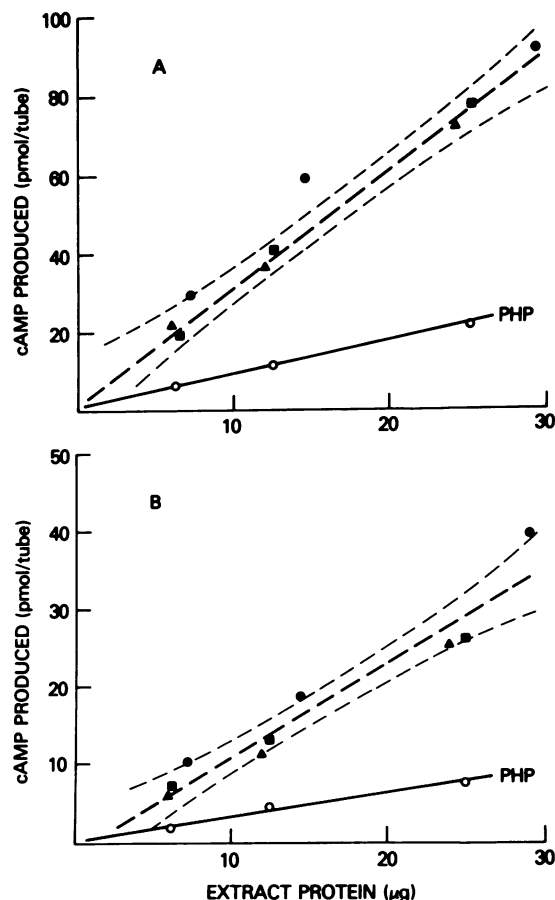 100
A
80
60
40
20
cAMP PRODUCED (pmol/tube)
PHP
10
20
30
50
B
40
30
20
10
cAMP PRODUCED (pmol/tube)
PHP
10
20
30
EXTRACT PROTEIN (µg)